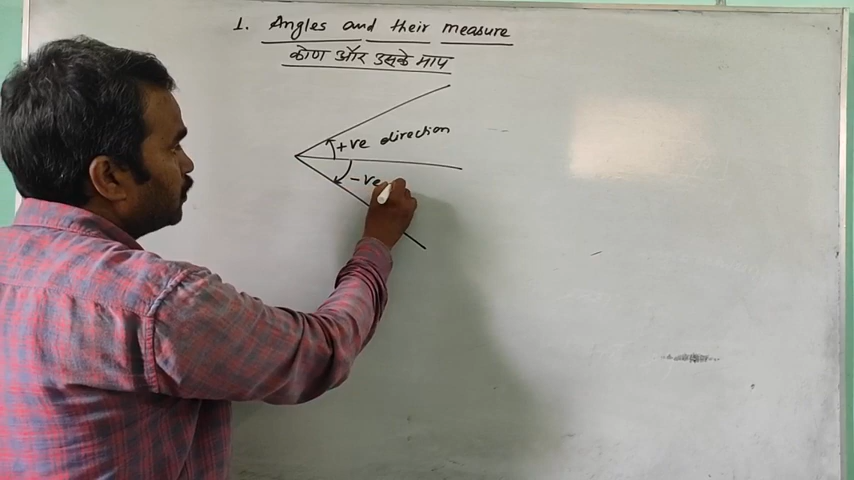 1. Angles and their measure
कोण और उसके माप
+ve direction
-ve